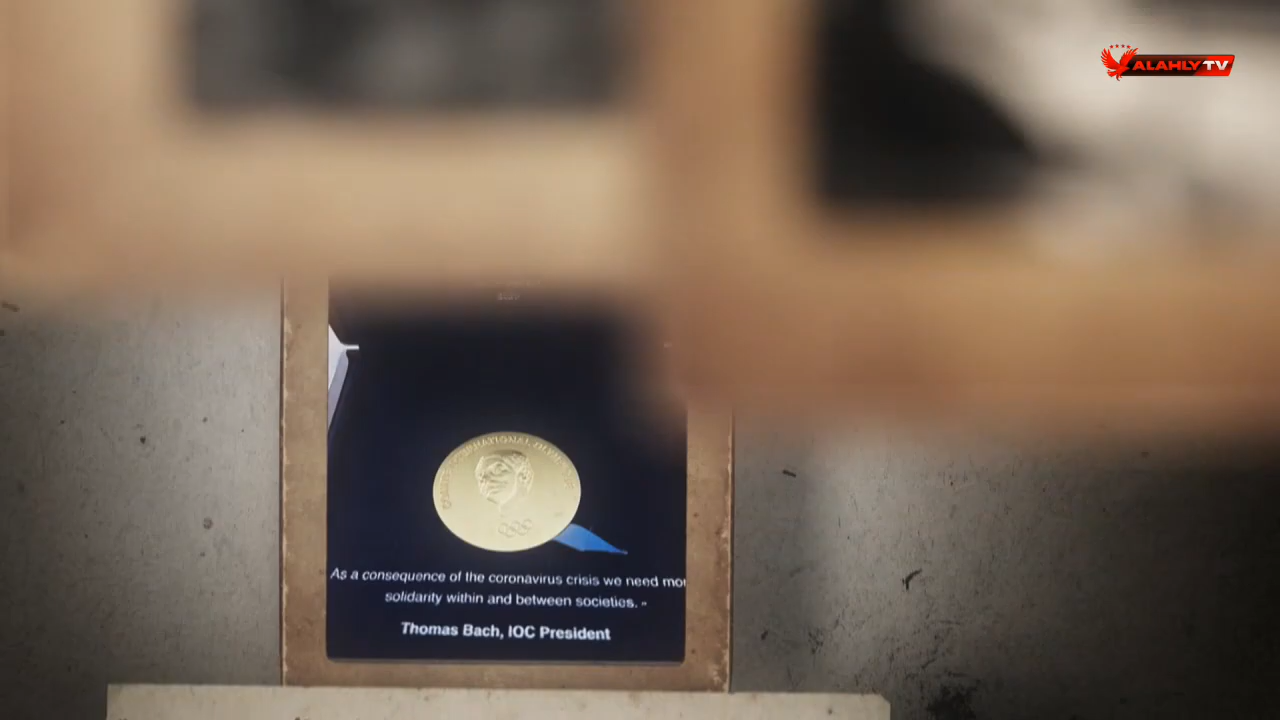 ALAHLY TV
As a consequence of the coronavirus crisis we need mor
solidarity within and between societies. "
Thomas Bach, IOC President